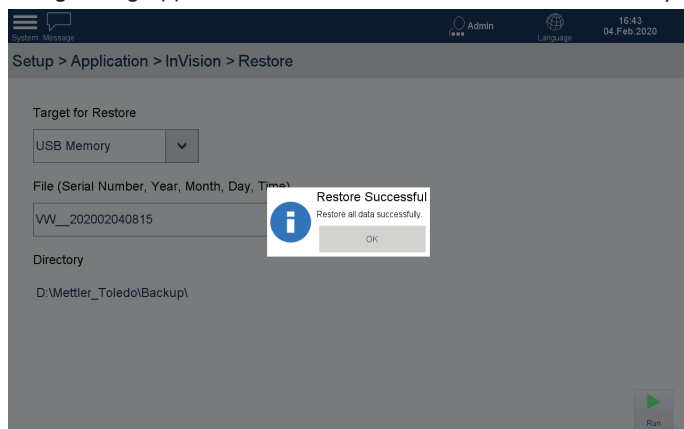 System Message
Admin
Language
16:43
04.Feb.2020
Setup > Application > InVision > Restore
Target for Restore
USB Memory
File (Serial Number, Year, Month, Day, Time)
VW__202002040815
Restore Successful
Restore all data successfully.
OK
Directory
D:\Mettler_Toledo\Backup\
Run